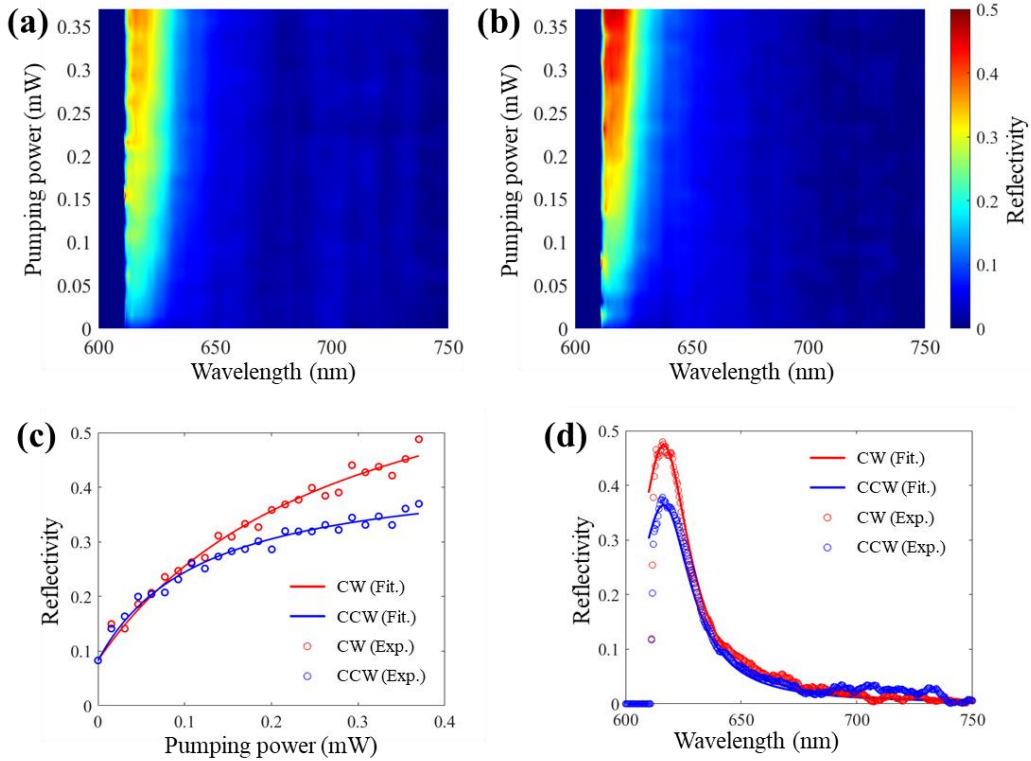 (a)
Pumping power (mW)
0.35
0.3
0.25
0.2
0.15
0.1
0.05
0
600
650
700
750
Wavelength (nm)
(b)
Pumping power (mW)
0.35
0.3
0.25
0.2
0.15
0.1
0.05
0
600
650
700
750
Wavelength (nm)
0.5
0.4
0.3
0.2
0.1
0
Reflectivity
(c)
Reflectivity
0.5
0.4
0.3
0.2
0.1
0
0
0.1
0.2
0.3
0.4
Pumping power (mW)
CW (Fit.)
CCW (Fit.)
CW (Exp.)
CCW (Exp.)
(d)
0.5
0.4
0.3
0.2
0.1
0
600
650
700
750
Wavelength (nm)
CW (Fit.)
CCW (Fit.)
CW (Exp.)
CCW (Exp.)